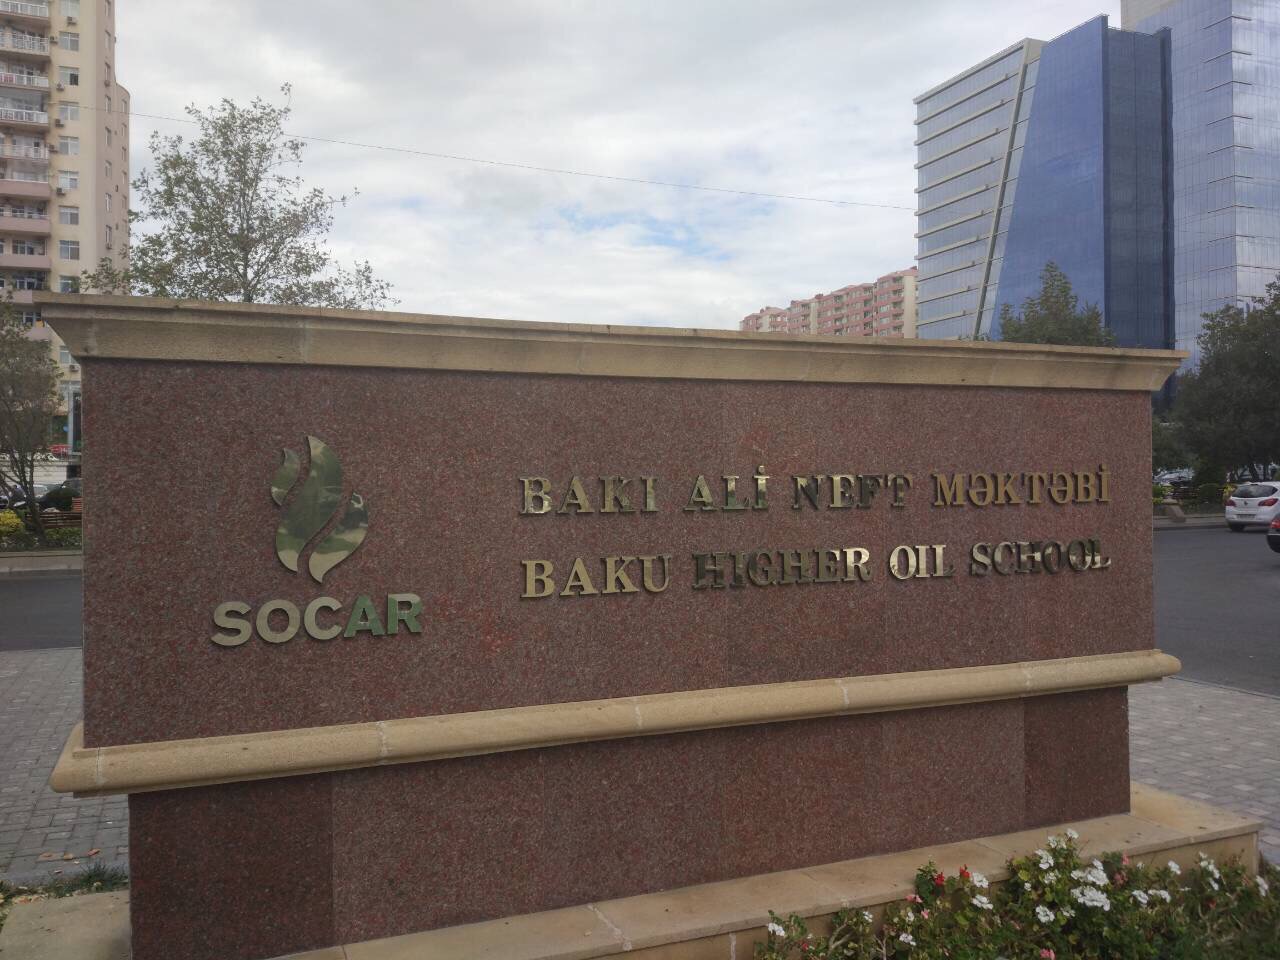 SOCAR
BAKI ALİ NEFT MƏKTƏBİ
BAKU HIGHER OIL SCHOOL